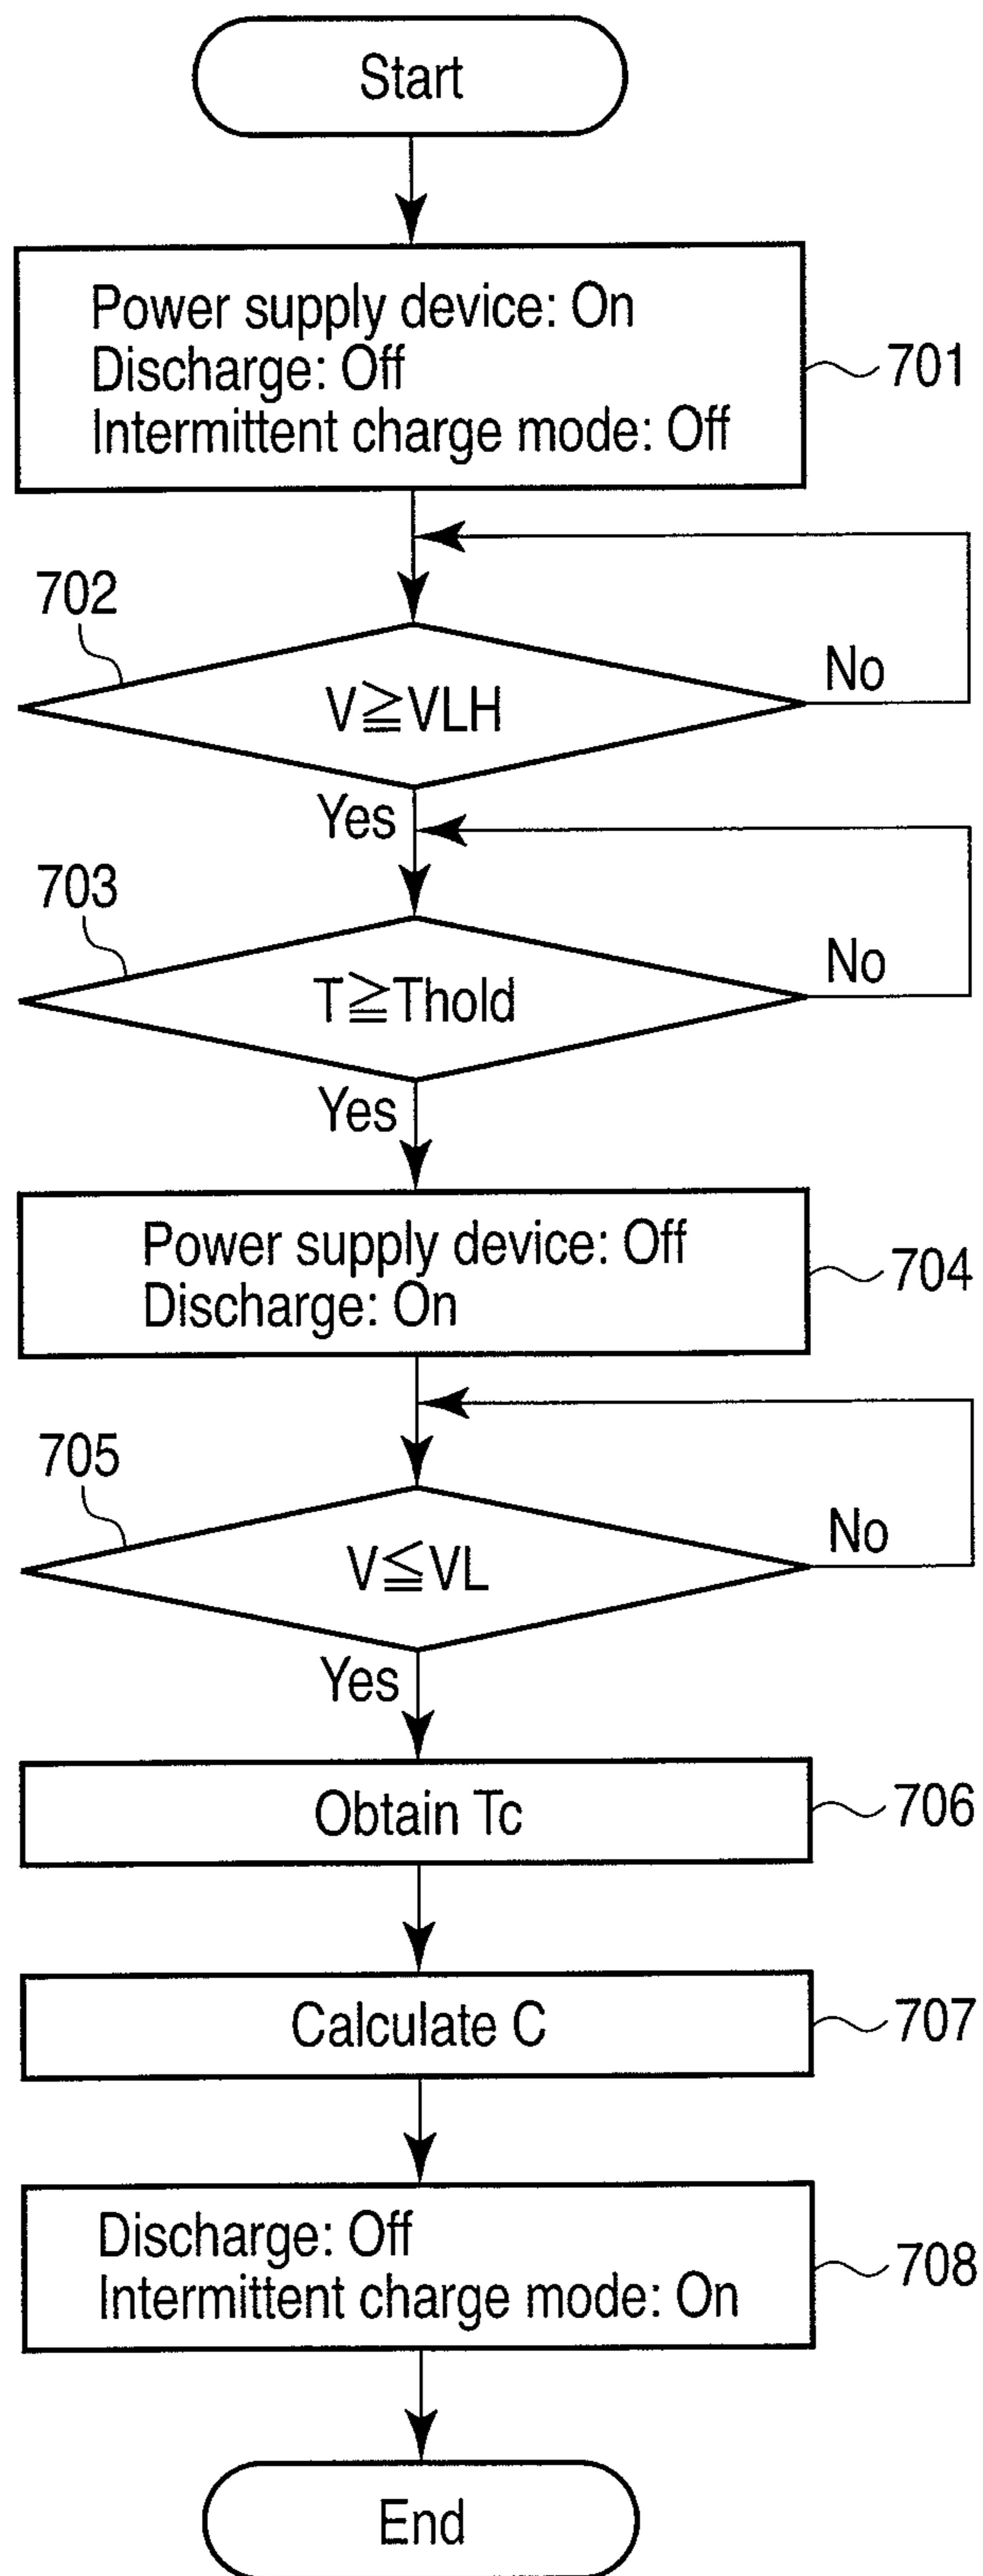 Start
Power supply device: On
Discharge: Off
Intermittent charge mode: Off
701
702
V≧VLH
No
Yes
703
T≧Thold
No
Yes
Power supply device: Off
Discharge: On
704
705
V≦VL
No
Yes
Obtain Tc
706
Calculate C
707
Discharge: Off
Intermittent charge mode: On
708
End